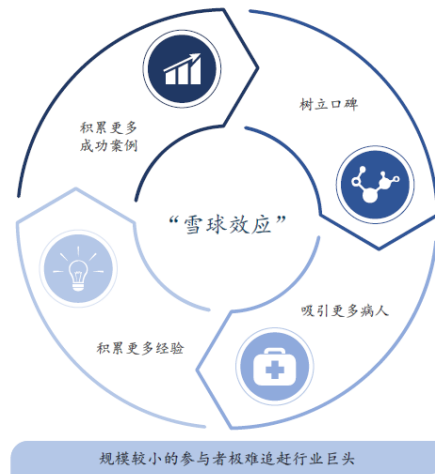 积累更多
成功案例
树立口碑
“雪球效应”
吸引更多病人
积累更多经验
规模较小的参与者极难追赶行业巨头